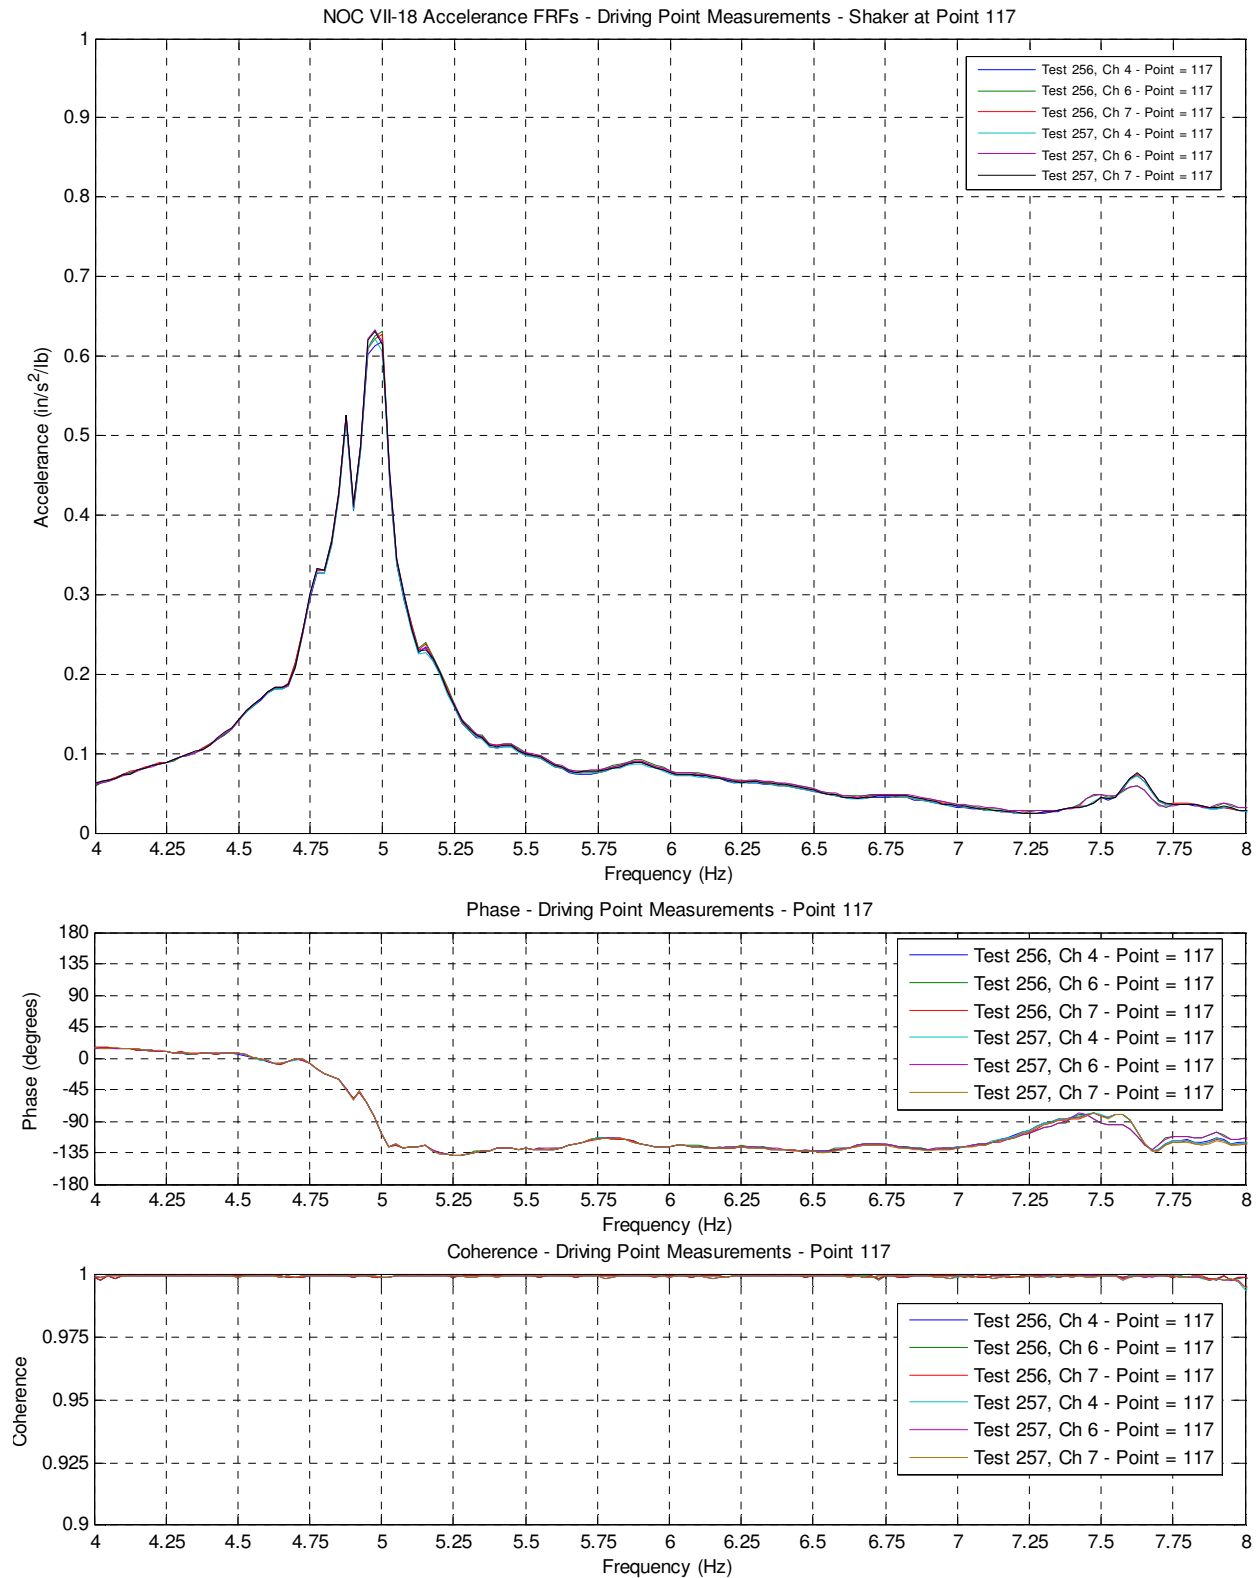 NOC VII-18 Accelerance FRFs - Driving Point Measurements - Shaker at Point 117
1
0.9
0.8
0.7
0.6
0.5
0.4
0.3
0.2
0.1
0
Accelerance (in/s²/lb)
Test 256, Ch 4 - Point = 117
Test 256, Ch 6 - Point = 117
Test 256, Ch 7 - Point = 117
Test 257, Ch 4 - Point = 117
Test 257, Ch 6 - Point = 117
Test 257, Ch 7 - Point = 117
4 4.25 4.5 4.75 5 5.25 5.5 5.75 6 6.25 6.5 6.75 7 7.25 7.5 7.75 8
Frequency (Hz)
Phase - Driving Point Measurements - Point 117
180
135
90
45
0
-45
-90
-135
-180
Phase (degrees)
Test 256, Ch 4 - Point = 117
Test 256, Ch 6 - Point = 117
Test 256, Ch 7 - Point = 117
Test 257, Ch 4 - Point = 117
Test 257, Ch 6 - Point = 117
Test 257, Ch 7 - Point = 117
4 4.25 4.5 4.75 5 5.25 5.5 5.75 6 6.25 6.5 6.75 7 7.25 7.5 7.75 8
Frequency (Hz)
Coherence - Driving Point Measurements - Point 117
1
0.975
0.95
0.925
0.9
Coherence
Test 256, Ch 4 - Point = 117
Test 256, Ch 6 - Point = 117
Test 256, Ch 7 - Point = 117
Test 257, Ch 4 - Point = 117
Test 257, Ch 6 - Point = 117
Test 257, Ch 7 - Point = 117
4 4.25 4.5 4.75 5 5.25 5.5 5.75 6 6.25 6.5 6.75 7 7.25 7.5 7.75 8
Frequency (Hz)